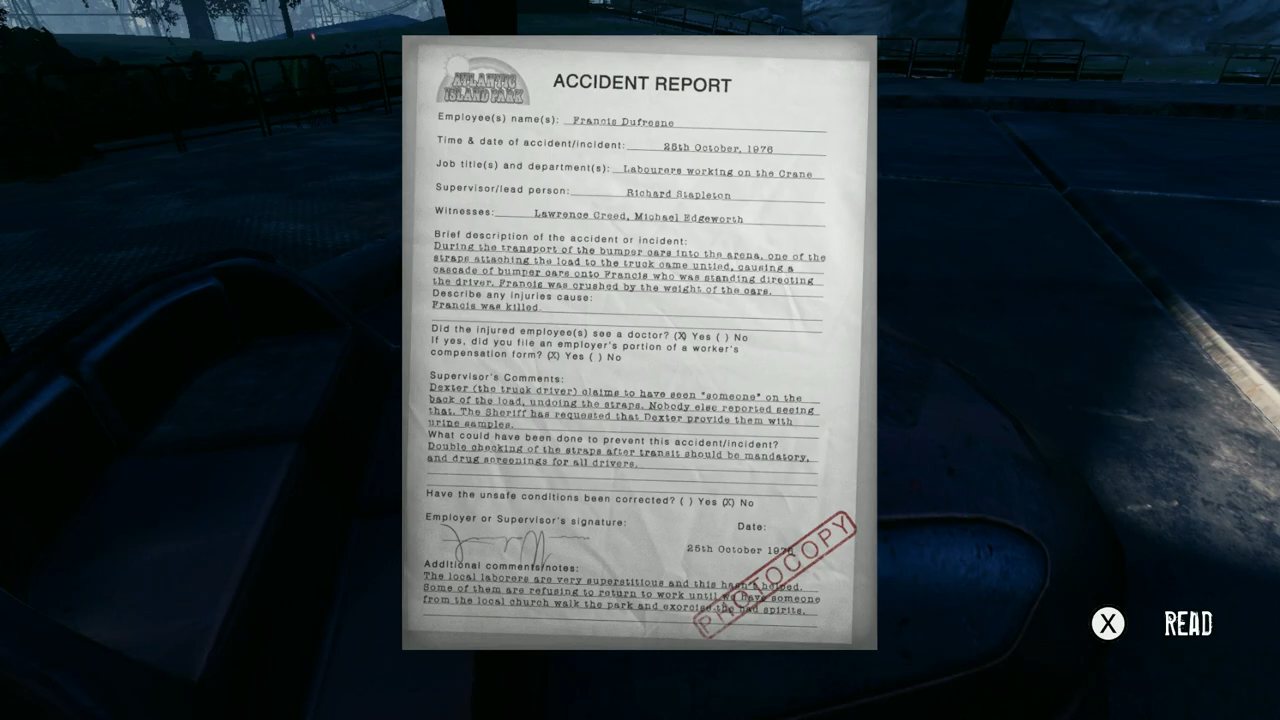 ATLANTIC
ISLAND PARK
ACCIDENT REPORT
Employee(s) name(s): Francis Dufresne
Time & date of accident/incident: 25th October, 1976
Job title(s) and department(s): Labourers working on the Crane
Supervisor/lead person: Richard Stapleton
Witnesses: Lawrence Creed, Michael Edgeworth
Brief description of the accident or incident:
During the transport of the bumper cars into the arena, one of the
straps attaching the load to the truck came untied, causing a
cascade of bumper cars onto Francis who was standing directing
the driver. Francis was crushed by the weight of the cars.
Describe any injuries cause:
Francis was killed.
Did the injured employee(s) see a doctor? (X) Yes ( ) No
If yes, did you file an employer's portion of a worker's
compensation form? (X) Yes ( ) No
Supervisor's Comments:
Dexter (the truck driver) claims to have seen "someone" on the
back of the load, undoing the straps. Nobody else reported seeing
that. The Sheriff has requested that Dexter provide them with
urine samples.
What could have been done to prevent this accident/incident?
Double checking of the straps after transit should be mandatory,
and drug screenings for all drivers.
Have the unsafe conditions been corrected? ( ) Yes (X) No
Employer or Supervisor's signature:
Date:
25th October 1976
Additional comments/notes:
The local laborers are very superstitious and this hasn't helped.
Some of them are refusing to return to work until we have someone
from the local church walk the park and exorcise the bad spirits.
PHOTOCOPY
X READ